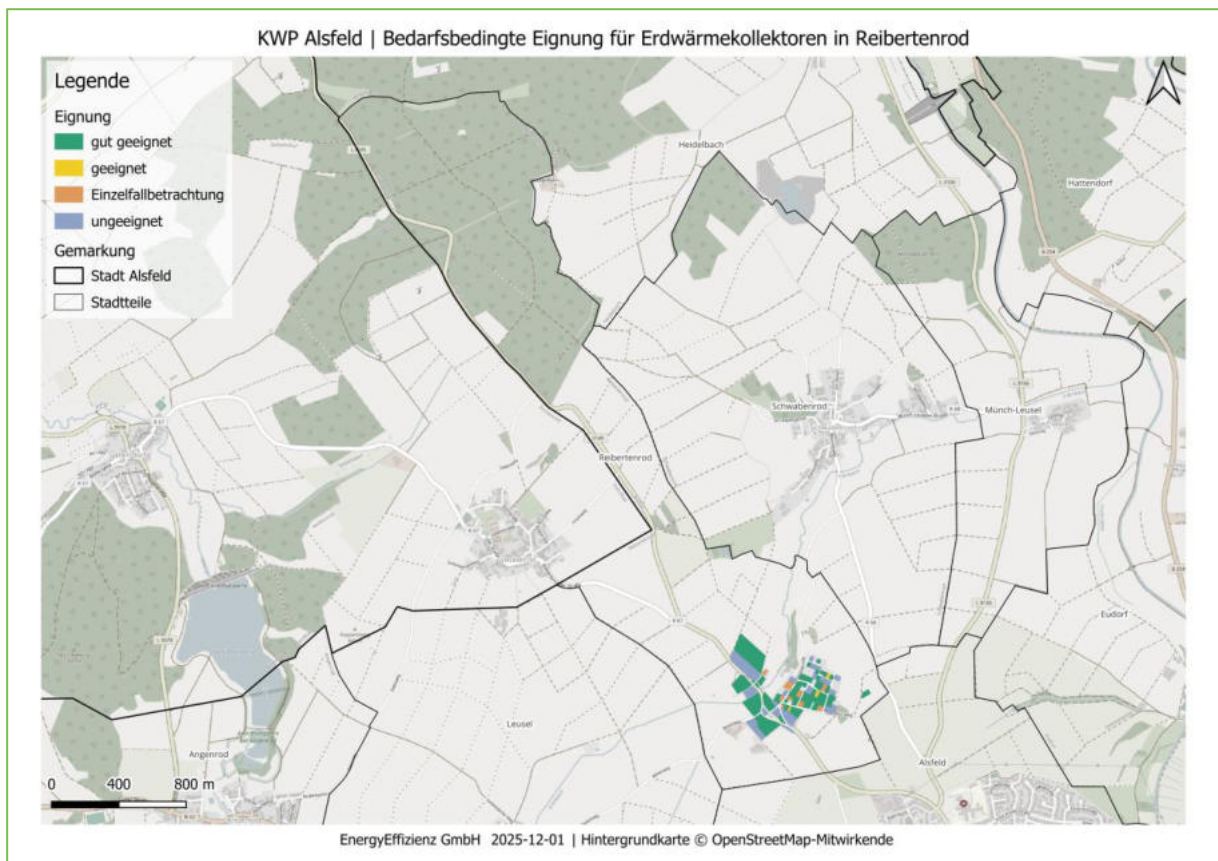 KWP Alsfeld | Bedarfsbedingte Eignung für Erdwärmekollektoren in Reibertenrod
Legende
Eignung
gut geeignet
geeignet
Einzelfallbetrachtung
ungeeignet
Gemarkung
Stadt Alsfeld
Stadtteile
Heidelbach
Hattendorf
Schwabenrod
Münch-Leusel
Reibertenrod
Eudorf
Leusel
Angenrod
Alsfeld
0 400 800 m
EnergyEffizienz GmbH 2025-12-01 | Hintergrundkarte © OpenStreetMap-Mitwirkende